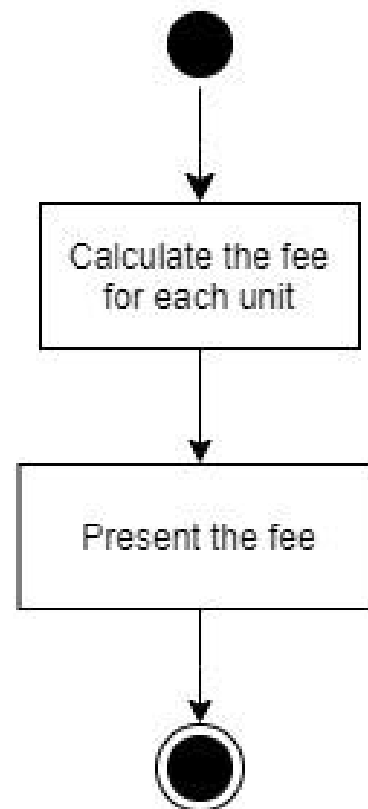 Calculate the fee
for each unit
Present the fee